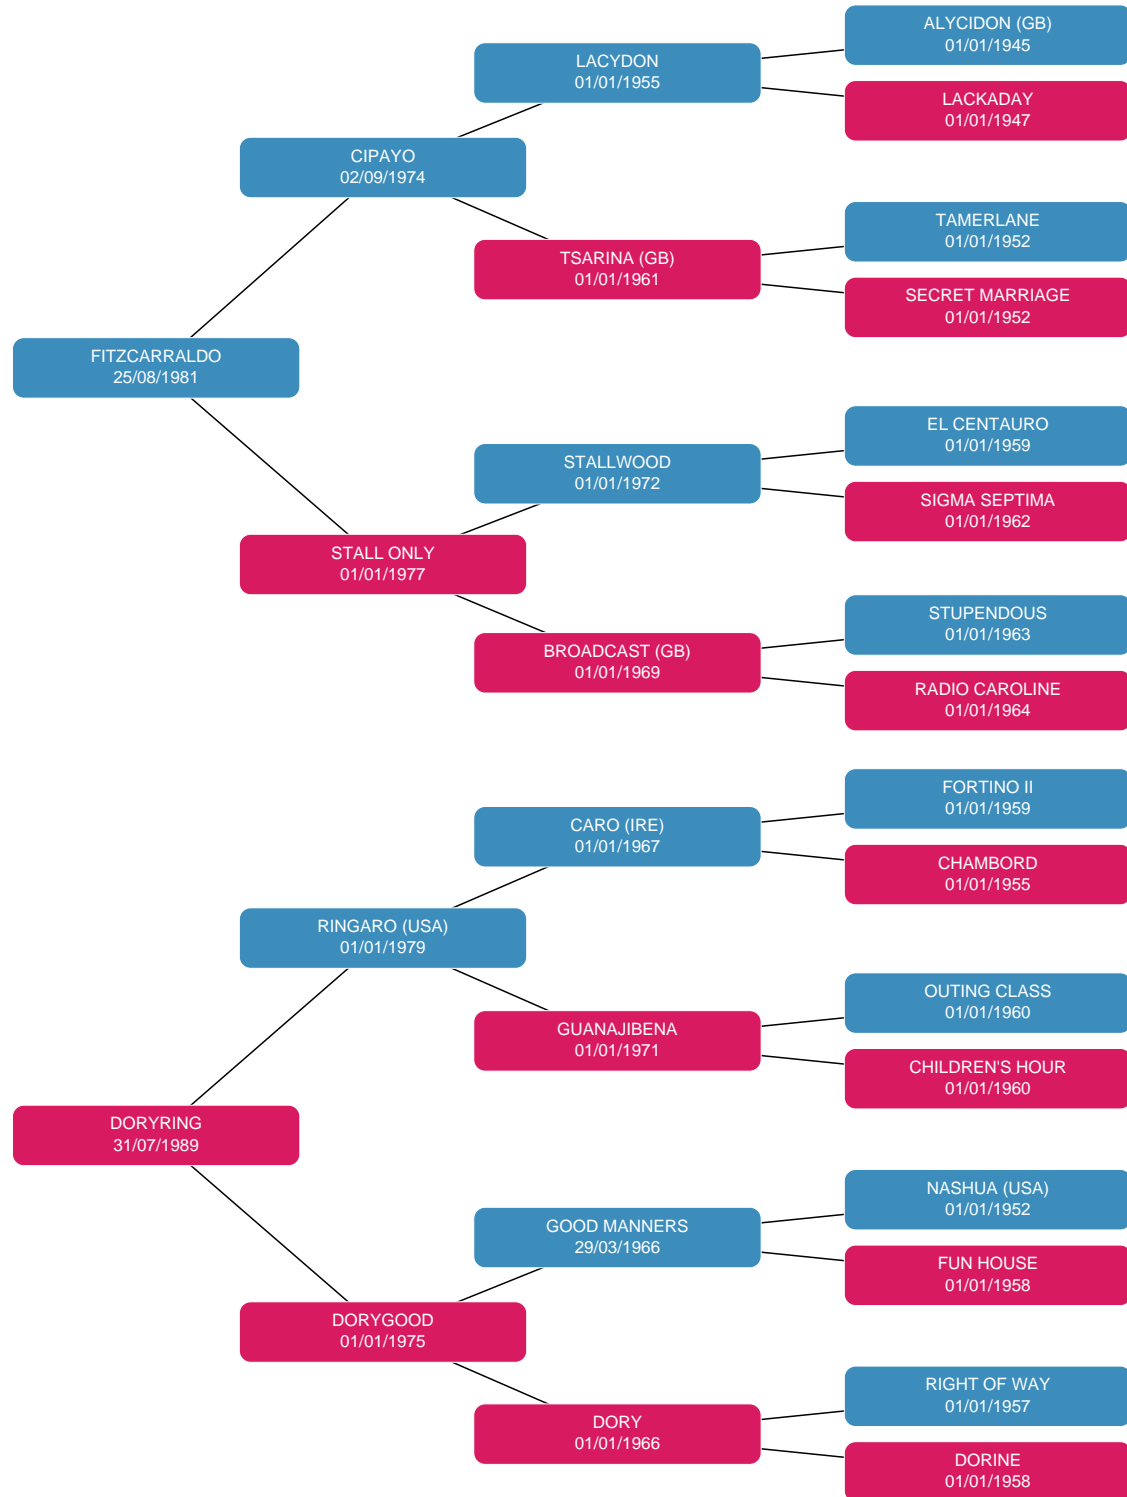 ALYCIDON (GB)
01/01/1945
LACYDON
01/01/1955
LACKADAY
01/01/1947
CIPAYO
02/09/1974
TAMERLANE
01/01/1952
TSARINA (GB)
01/01/1961
SECRET MARRIAGE
01/01/1952
FITZCARRALDO
25/08/1981
EL CENTAURO
01/01/1959
STALLWOOD
01/01/1972
SIGMA SEPTIMA
01/01/1962
STALL ONLY
01/01/1977
STUPENDOUS
01/01/1963
BROADCAST (GB)
01/01/1969
RADIO CAROLINE
01/01/1964
FORTINO II
01/01/1959
CARO (IRE)
01/01/1967
CHAMBORD
01/01/1955
RINGARO (USA)
01/01/1979
OUTING CLASS
01/01/1960
GUANAJIBENA
01/01/1971
CHILDREN'S HOUR
01/01/1960
DORYRING
31/07/1989
NASHUA (USA)
01/01/1952
GOOD MANNERS
29/03/1966
FUN HOUSE
01/01/1958
DORYGOOD
01/01/1975
RIGHT OF WAY
01/01/1957
DORY
01/01/1966
DORINE
01/01/1958